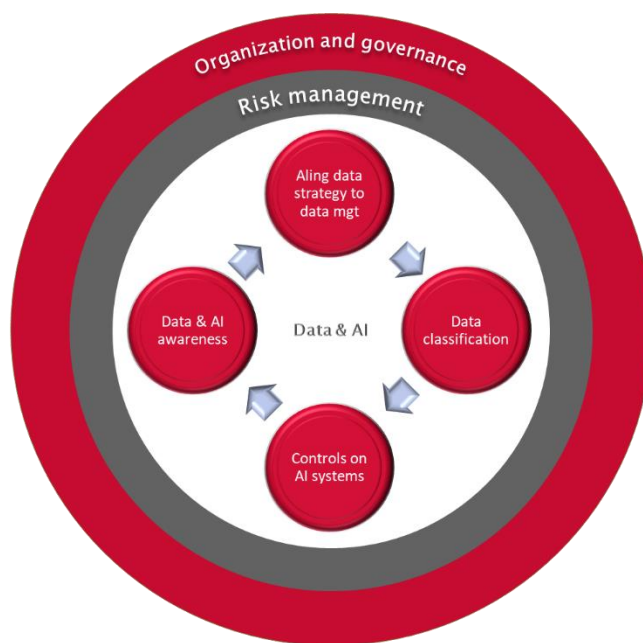 Organization and governance
Risk management
Aling data
strategy to
data mgt
Data & AI
awareness
Data & AI
Data
classification
Controls on
AI systems